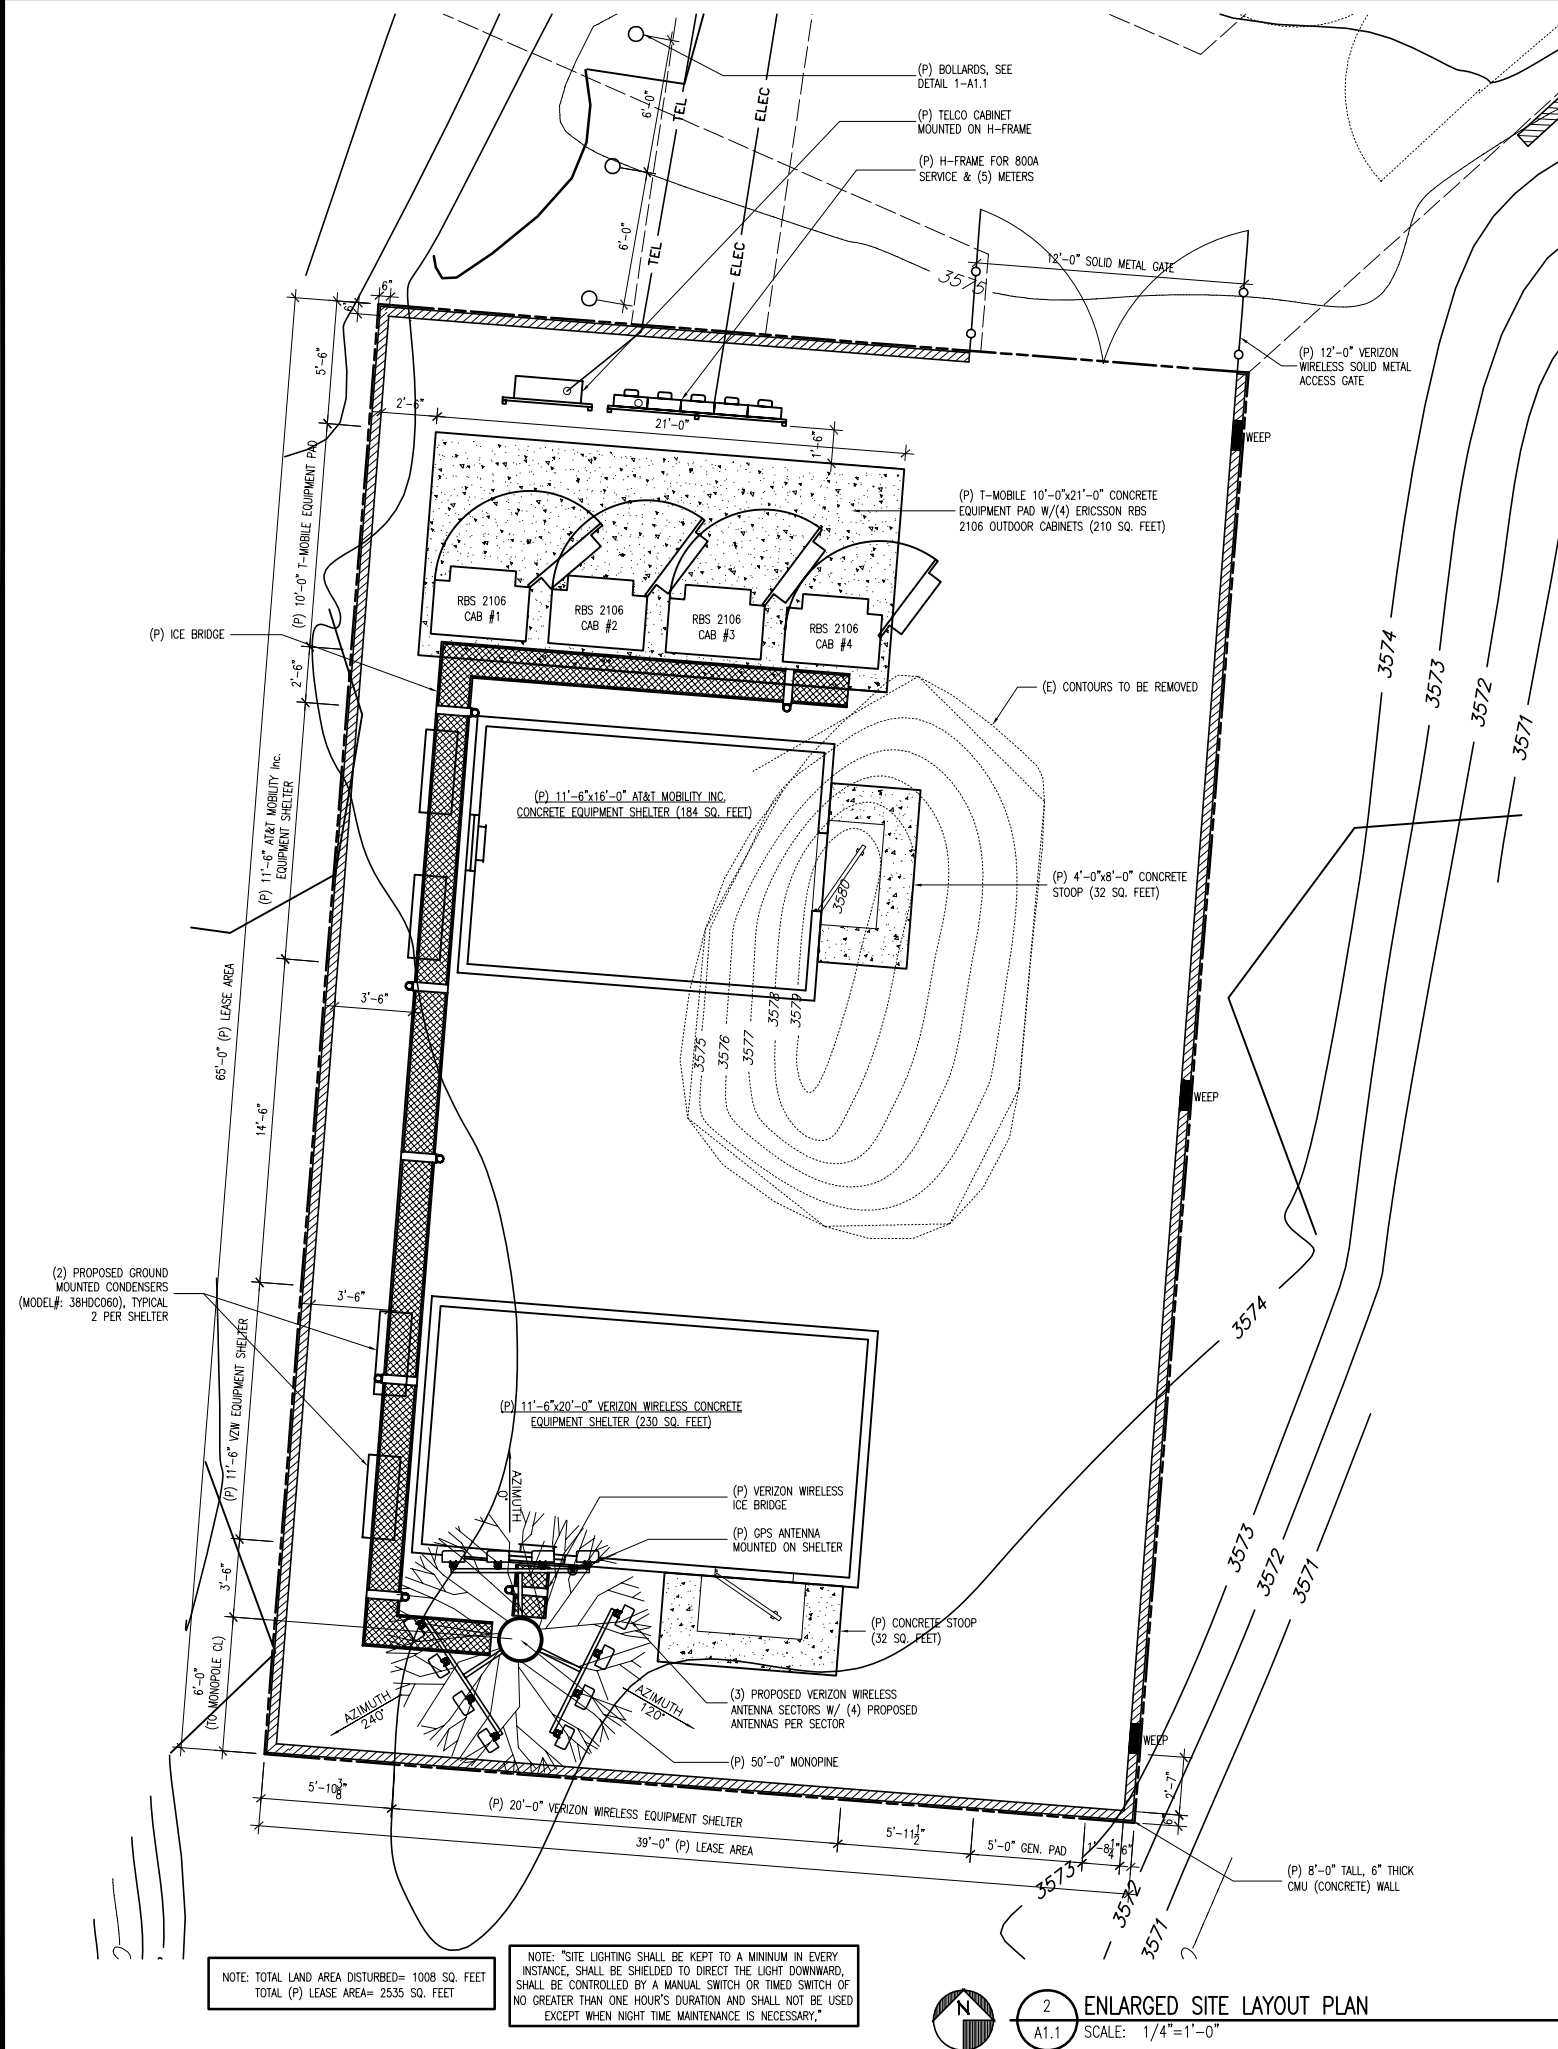 (P) BOLLARDS, SEE
DETAIL 1-A1.1
(P) TELCO CABINET
MOUNTED ON H-FRAME
(P) H-FRAME FOR 800A
SERVICE & (5) METERS
6'-0"
TEL
ELEC
6'-0"
TEL
ELEC
3575
12'-0" SOLID METAL GATE
(P) 12'-0" VERIZON
WIRELESS SOLID METAL
ACCESS GATE
6"
6"
5'-6"
2'-6"
21'-0"
1'-6"
WEEP
(P) T-MOBILE 10'-0"x21'-0" CONCRETE
EQUIPMENT PAD W/(4) ERICSSON RBS
2106 OUTDOOR CABINETS (210 SQ. FEET)
(P) 10'-0" T-MOBILE EQUIPMENT PAD
RBS 2106
CAB #1
RBS 2106
CAB #2
RBS 2106
CAB #3
RBS 2106
CAB #4
(P) ICE BRIDGE
2'-6"
(E) CONTOURS TO BE REMOVED
3574
3573
3572
3571
(P) 11'-6" AT&T MOBILITY Inc.
EQUIPMENT SHELTER
(P) 11'-6"x16'-0" AT&T MOBILITY INC.
CONCRETE EQUIPMENT SHELTER (184 SQ. FEET)
(P) 4'-0"x8'-0" CONCRETE
STOOP (32 SQ. FEET)
3580
3'-6"
65'-0" (P) LEASE AREA
3575
3576
3577
3578
3579
14'-6"
WEEP
(2) PROPOSED GROUND
MOUNTED CONDENSERS
(MODEL#: 38HDC060), TYPICAL
2 PER SHELTER
3'-6"
3574
(P) 11'-6" VZW EQUIPMENT SHELTER
(P) 11'-6"x20'-0" VERIZON WIRELESS CONCRETE
EQUIPMENT SHELTER (230 SQ. FEET)
AZIMUTH
0°
(P) VERIZON WIRELESS
ICE BRIDGE
(P) GPS ANTENNA
MOUNTED ON SHELTER
3573
3572
3571
3'-6"
(P) CONCRETE STOOP
(32 SQ. FEET)
6'-0"
(TO MONOPOLE CL)
AZIMUTH
240°
AZIMUTH
120°
(3) PROPOSED VERIZON WIRELESS
ANTENNA SECTORS W/ (4) PROPOSED
ANTENNAS PER SECTOR
(P) 50'-0" MONOPINE
WEEP
2'-7"
6"
5'-10 3/8"
(P) 20'-0" VERIZON WIRELESS EQUIPMENT SHELTER
5'-11 1/2"
5'-0" GEN. PAD
1'-8 1/4"
6"
39'-0" (P) LEASE AREA
3573
3572
3571
(P) 8'-0" TALL, 6" THICK
CMU (CONCRETE) WALL
NOTE: TOTAL LAND AREA DISTURBED= 1008 SQ. FEET
TOTAL (P) LEASE AREA= 2535 SQ. FEET
NOTE: "SITE LIGHTING SHALL BE KEPT TO A MININUM IN EVERY
INSTANCE, SHALL BE SHIELDED TO DIRECT THE LIGHT DOWNWARD,
SHALL BE CONTROLLED BY A MANUAL SWITCH OR TIMED SWITCH OF
NO GREATER THAN ONE HOUR'S DURATION AND SHALL NOT BE USED
EXCEPT WHEN NIGHT TIME MAINTENANCE IS NECESSARY,"
N
2
A1.1
ENLARGED SITE LAYOUT PLAN
SCALE: 1/4"=1'-0"